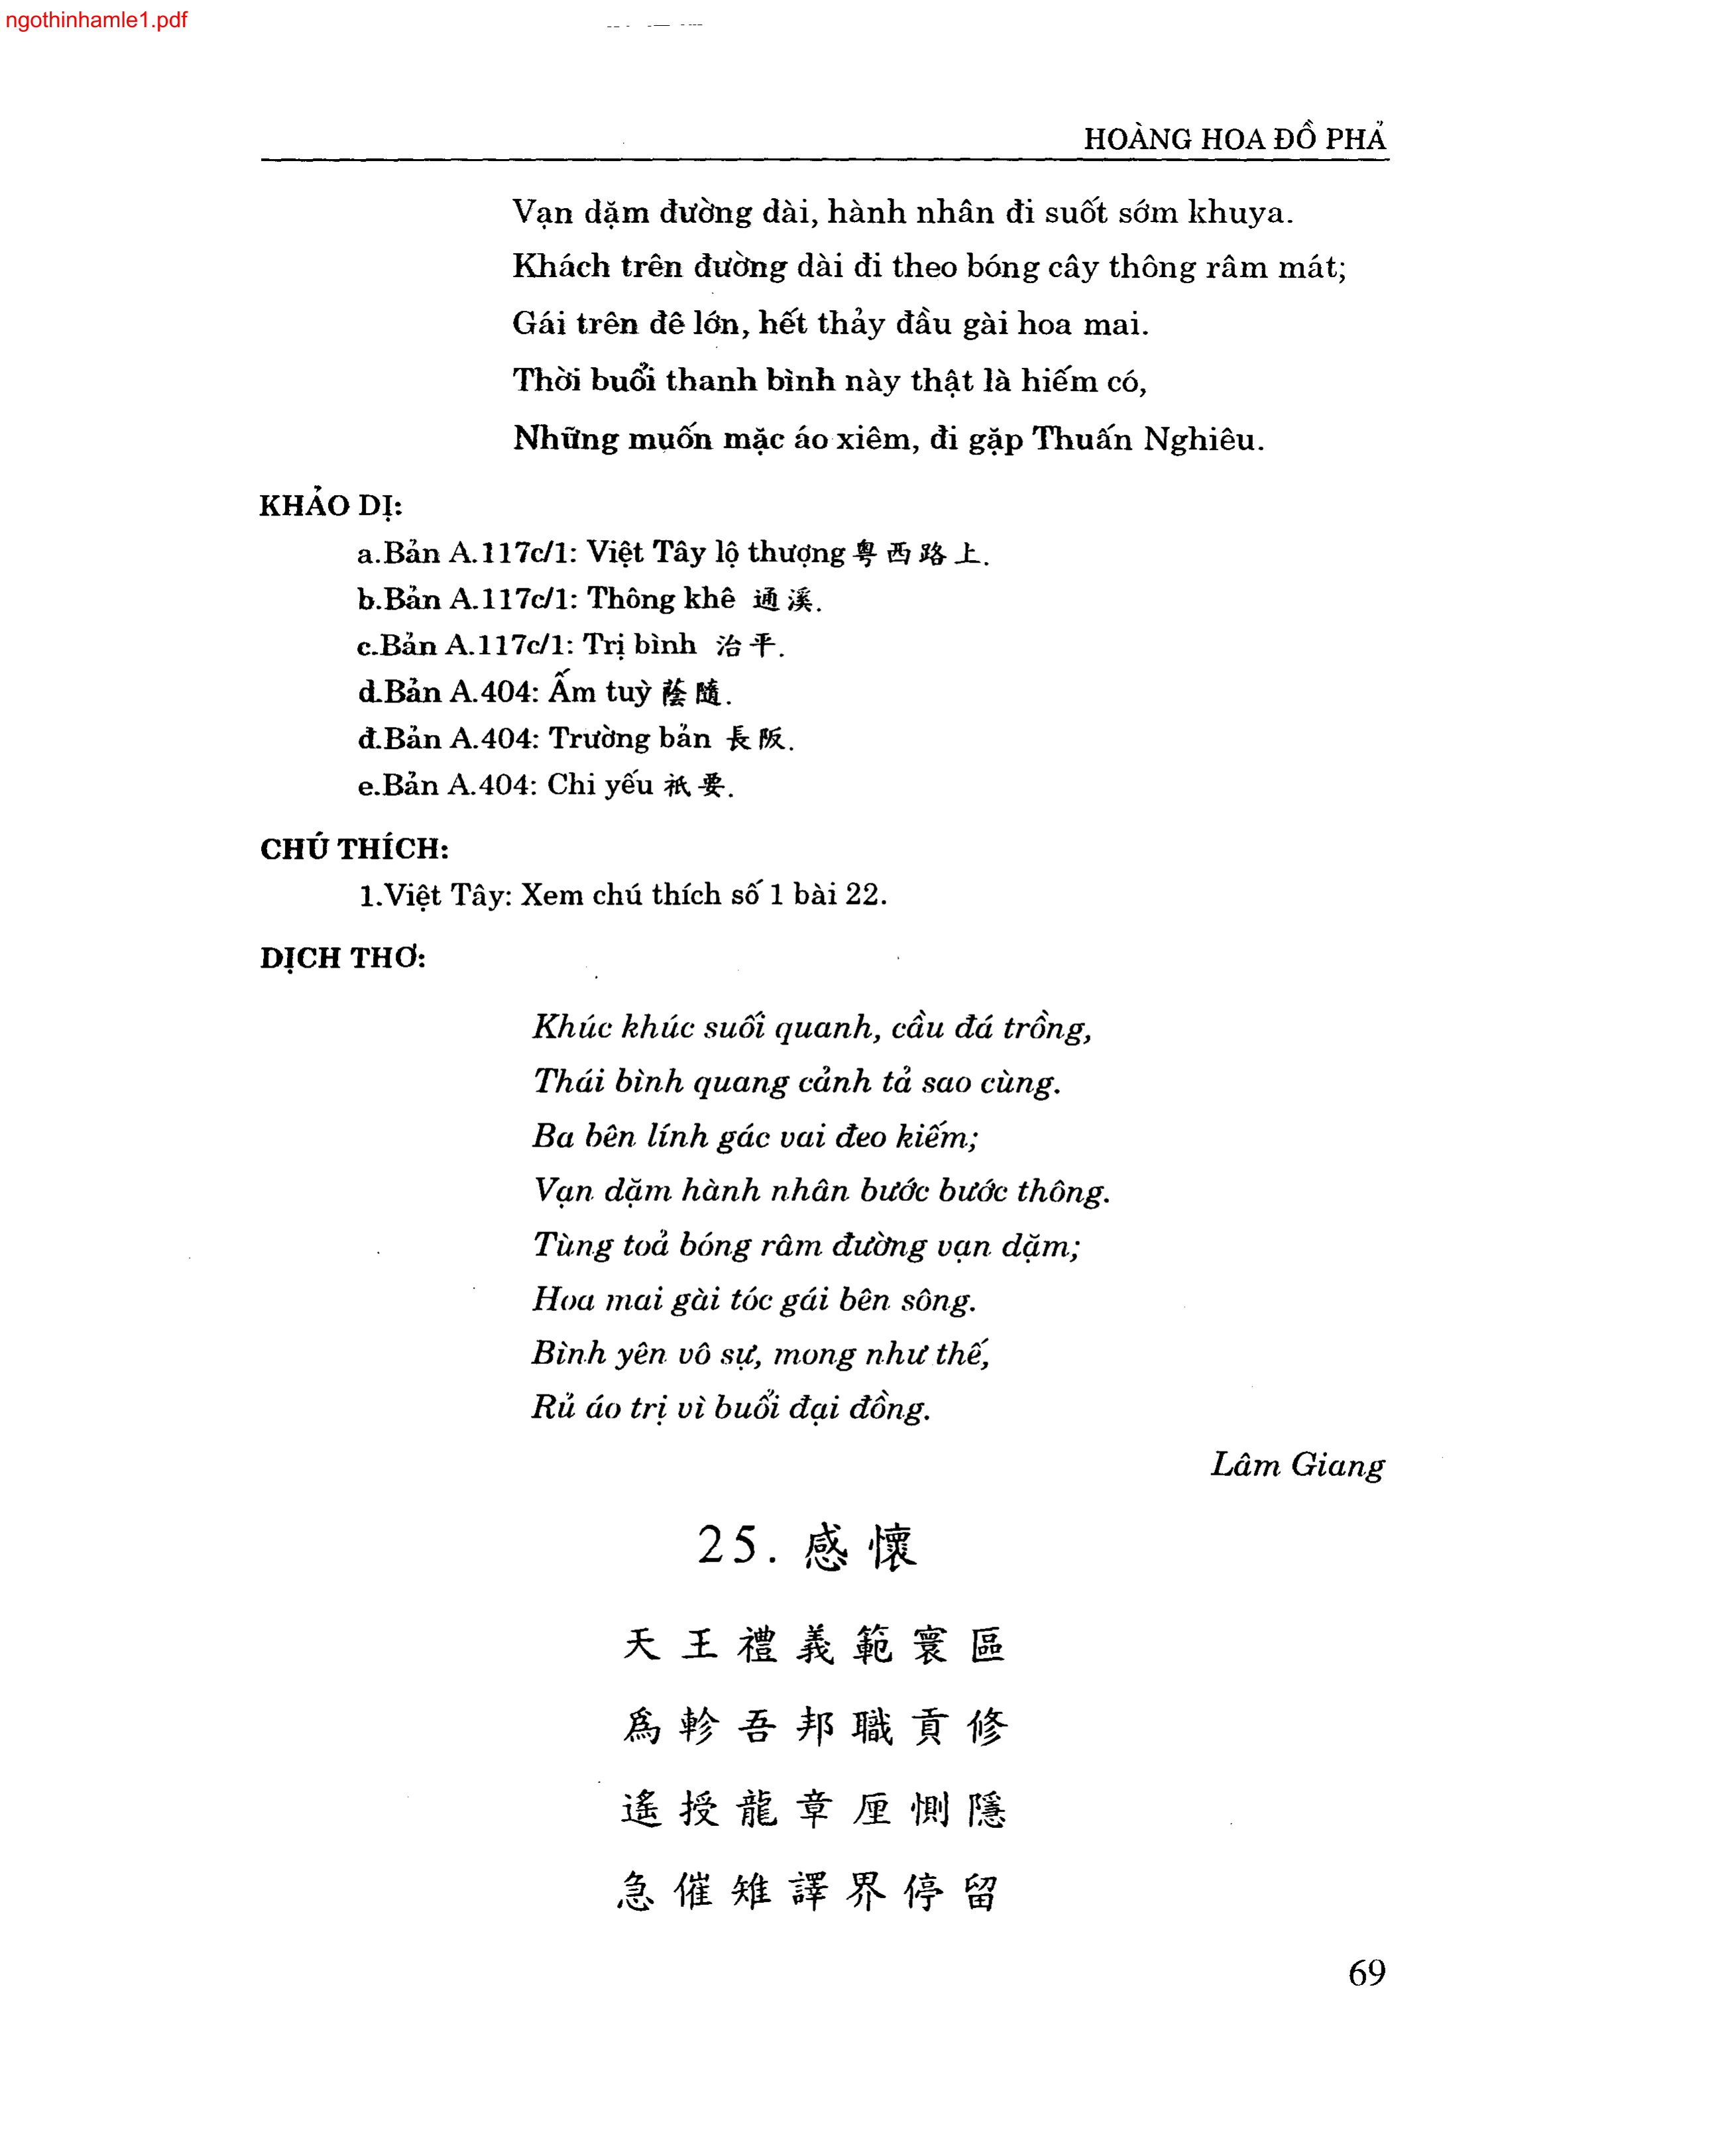 ngothinhamle1.pdf
HOÀNG HOA ĐỒ PHẢ
Vạn dặm đường dài, hành nhân đi suốt sớm khuya.
Khách trên đường dài đi theo bóng cây thông râm mát;
Gái trên đê lớn, hết thảy đầu gài hoa mai.
Thời buổi thanh bình này thật là hiếm có,
Những muốn mặc áo xiêm, đi gặp Thuấn Nghiêu.
KHẢO DỊ:
a.Bản A.117c/1: Việt Tây lộ thượng 粵西路上.
b.Bản A.117c/1: Thông khê 通溪.
c.Bản A.117c/1: Trị bình 治平.
d.Bản A.404: Ấm tuỳ 蔭隨.
đ.Bản A.404: Trường bản 長阪.
e.Bản A.404: Chi yếu 祇要.
CHÚ THÍCH:
1.Việt Tây: Xem chú thích số 1 bài 22.
DỊCH THƠ:
Khúc khúc suối quanh, cầu đá trồng,
Thái bình quang cảnh tả sao cùng.
Ba bên lính gác vai đeo kiếm;
Vạn dặm hành nhân bước bước thông.
Tùng toả bóng râm đường vạn dặm;
Hoa mai gài tóc gái bên sông.
Bình yên vô sự, mong như thế,
Rủ áo trị vì buổi đại đồng.
Lâm Giang
25. 感懷
天王禮義範寰區
爲軫吾邦職貢修
遙授龍章厘惻隱
急催雉譯界停留
69